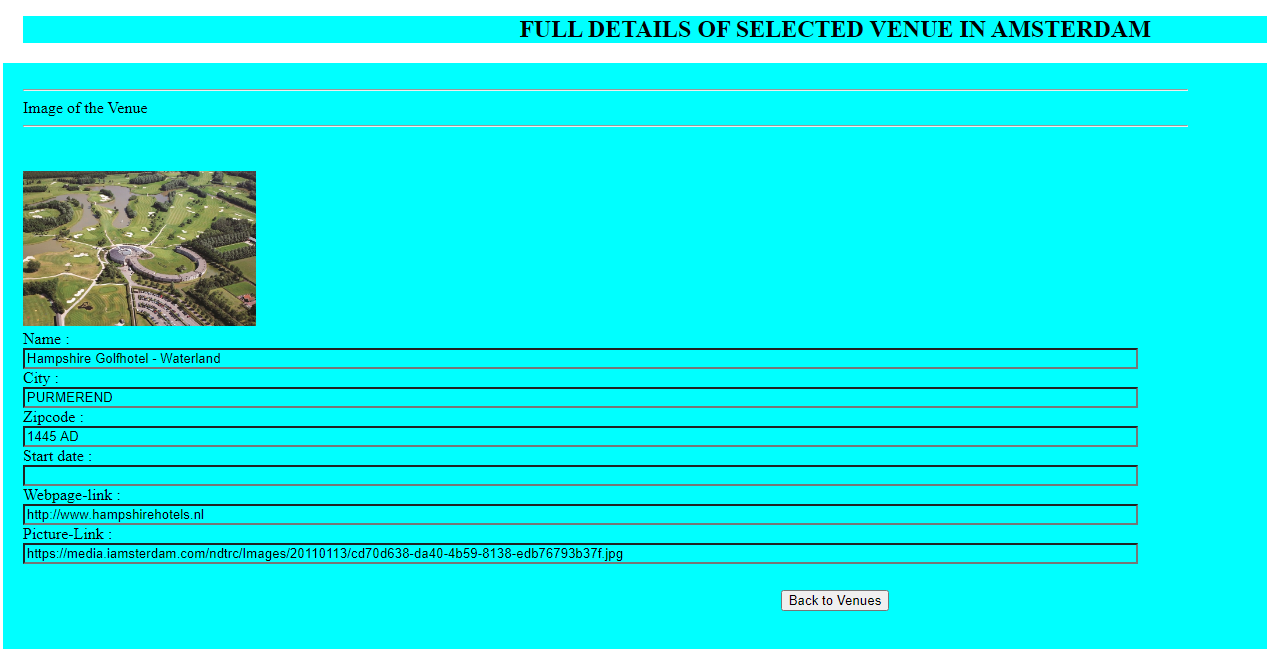 FULL DETAILS OF SELECTED VENUE IN AMSTERDAM
Image of the Venue
Name :
Hampshire Golfhotel - Waterland
City :
PURMEREND
Zipcode :
1445 AD
Start date :
Webpage-link :
http://www.hampshirehotels.nl
Picture-Link :
https://media.iamsterdam.com/ndtrc/Images/20110113/cd70d638-da40-4b59-8138-edb76793b37f.jpg
Back to Venues